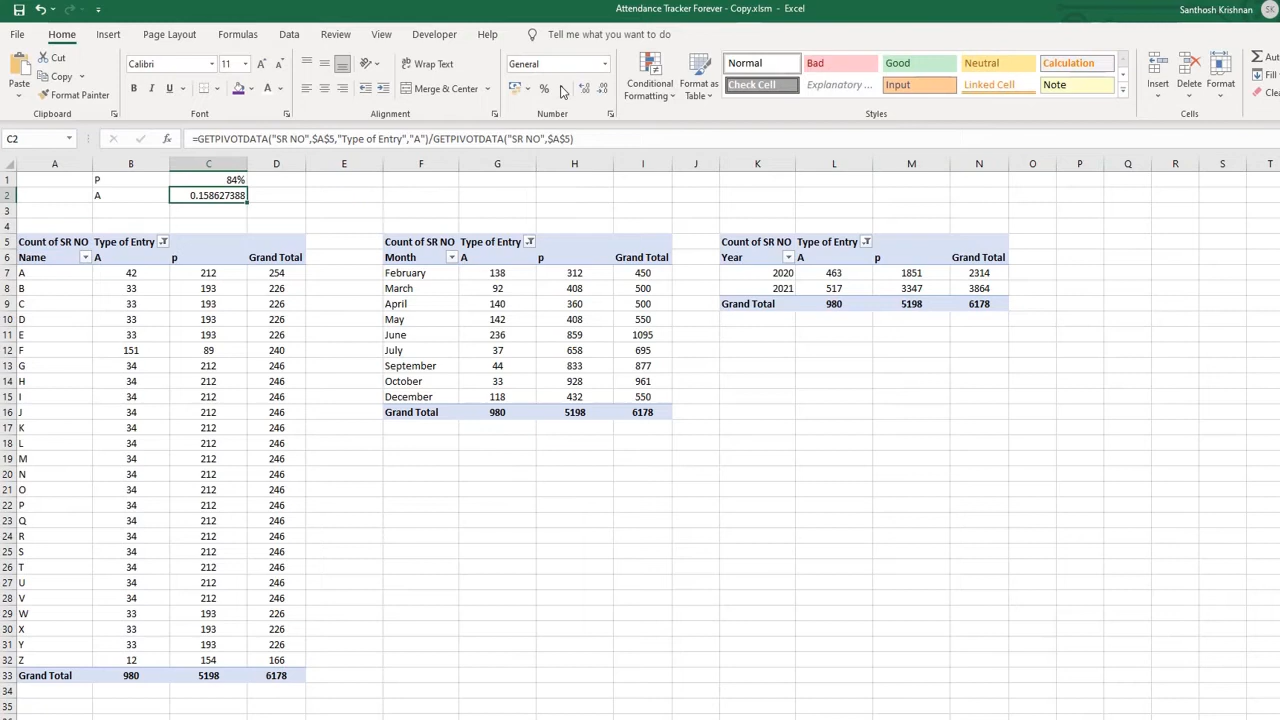 Attendance Tracker Forever - Copy.xlsm - Excel
Santhosh Krishnan SK
File Home Insert Page Layout Formulas Data Review View Developer Help Tell me what you want to do
Paste
Cut
Copy
Format Painter
Clipboard
Calibri 11
B I U A
Font
Wrap Text
Merge & Center
Alignment
General
%
Number
Conditional Formatting
Format as Table
Normal Bad Good Neutral Calculation
Check Cell Explanatory ... Input Linked Cell Note
Styles
Insert Delete Format
Cells
Aut
Fill
Clea
C2 fx =GETPIVOTDATA("SR NO",$A$5,"Type of Entry","A")/GETPIVOTDATA("SR NO",$A$5)
A B C D E F G H I J K L M N O P Q R S T
1 P 84%
2 A 0.158627388
3
4
5 Count of SR NO Type of Entry Count of SR NO Type of Entry Count of SR NO Type of Entry
6 Name A p Grand Total Month A p Grand Total Year A p Grand Total
7 A 42 212 254 February 138 312 450 2020 463 1851 2314
8 B 33 193 226 March 92 408 500 2021 517 3347 3864
9 C 33 193 226 April 140 360 500 Grand Total 980 5198 6178
10 D 33 193 226 May 142 408 550
11 E 33 193 226 June 236 859 1095
12 F 151 89 240 July 37 658 695
13 G 34 212 246 September 44 833 877
14 H 34 212 246 October 33 928 961
15 I 34 212 246 December 118 432 550
16 J 34 212 246 Grand Total 980 5198 6178
17 K 34 212 246
18 L 34 212 246
19 M 34 212 246
20 N 34 212 246
21 O 34 212 246
22 P 34 212 246
23 Q 34 212 246
24 R 34 212 246
25 S 34 212 246
26 T 34 212 246
27 U 34 212 246
28 V 34 212 246
29 W 33 193 226
30 X 33 193 226
31 Y 33 193 226
32 Z 12 154 166
33 Grand Total 980 5198 6178
34
35